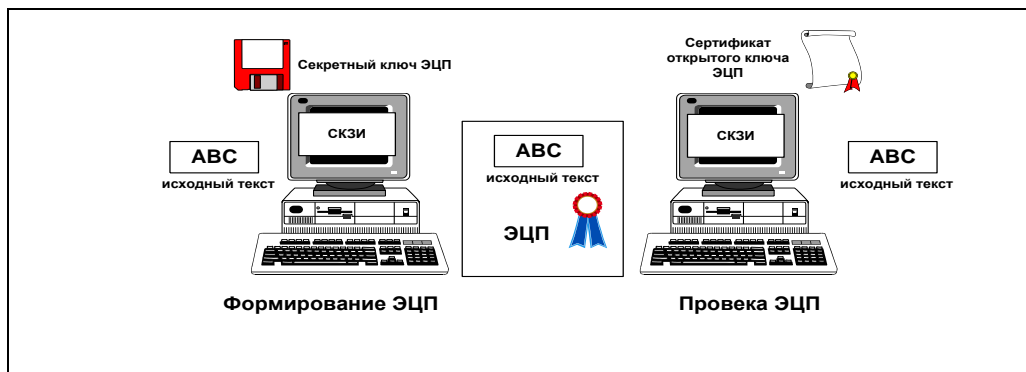 Секретный ключ ЭЦП
Сертификат
открытого ключа
ЭЦП
СКЗИ
СКЗИ
ABC
исходный текст
ABC
исходный текст
ЭЦП
ABC
исходный текст
Формирование ЭЦП
Провека ЭЦП